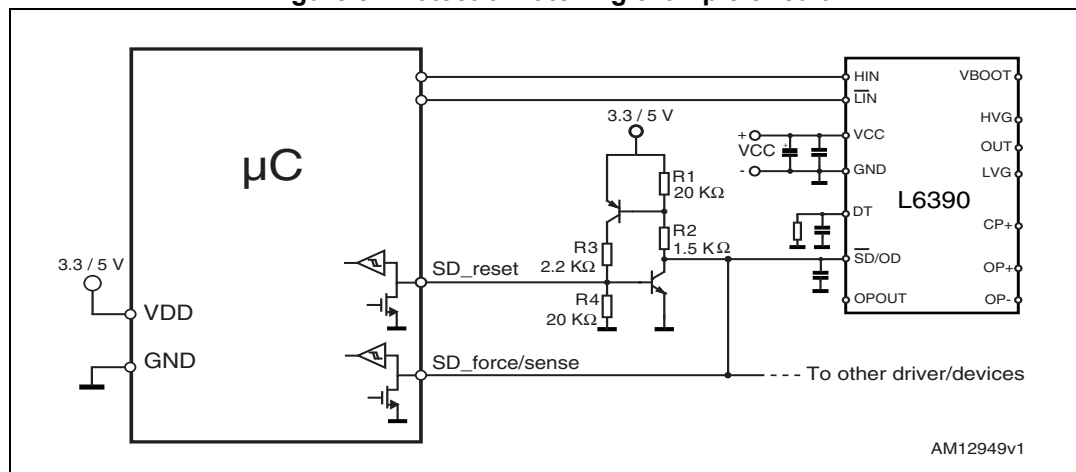 3.3 / 5 V
VDD
GND
µC
SD_reset
SD_force/sense
3.3 / 5 V
R1
20 KΩ
R2
1.5 KΩ
R3
2.2 KΩ
R4
20 KΩ
+
VCC
-
+
HIN
LIN
VCC
GND
DT
SD/OD
OPOUT
L6390
VBOOT
HVG
OUT
LVG
CP+
OP+
OP-
To other driver/devices
AM12949v1